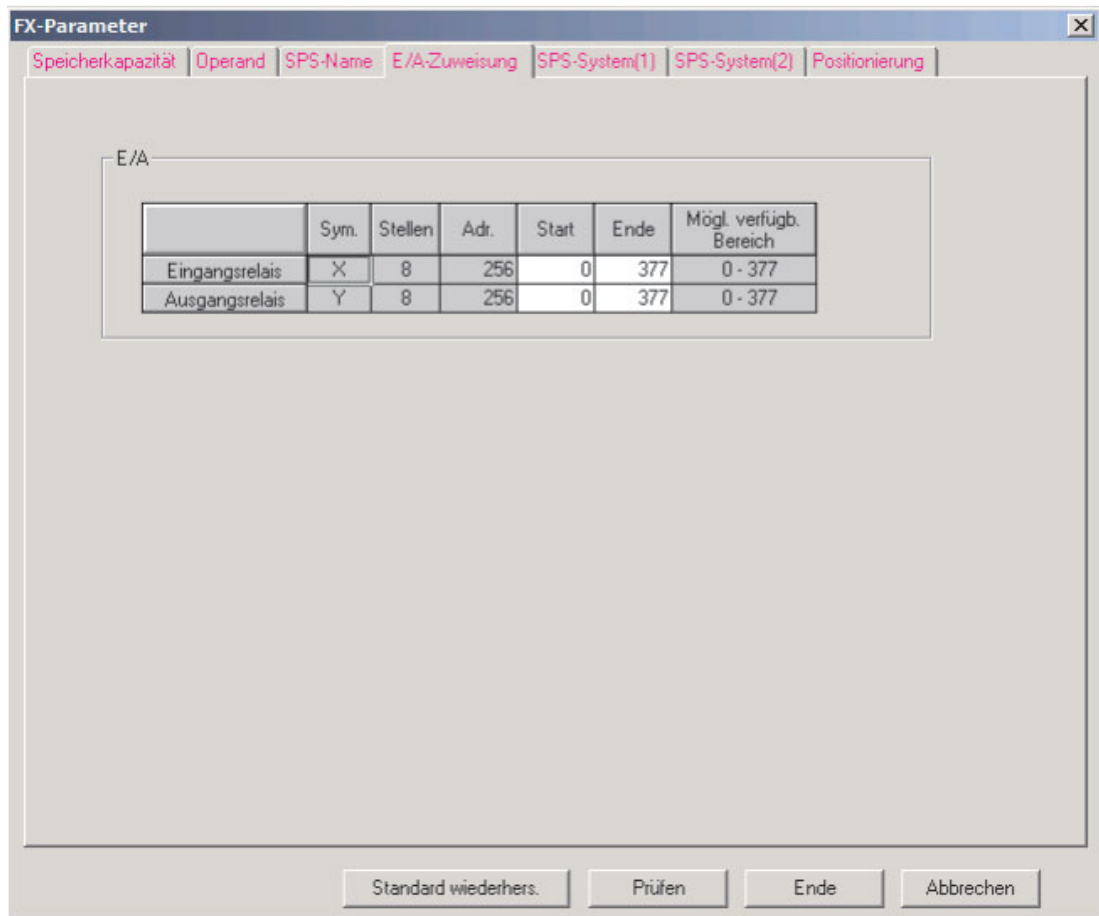 FX-Parameter
Speicherkapazität Operand SPS-Name E/A-Zuweisung SPS-System(1) SPS-System(2) Positionierung
E/A
Sym. Stellen Adr. Start Ende Mögl. verfügb. Bereich
Eingangsrelais X 8 256 0 377 0 - 377
Ausgangsrelais Y 8 256 0 377 0 - 377
Standard wiederhers. Prüfen Ende Abbrechen